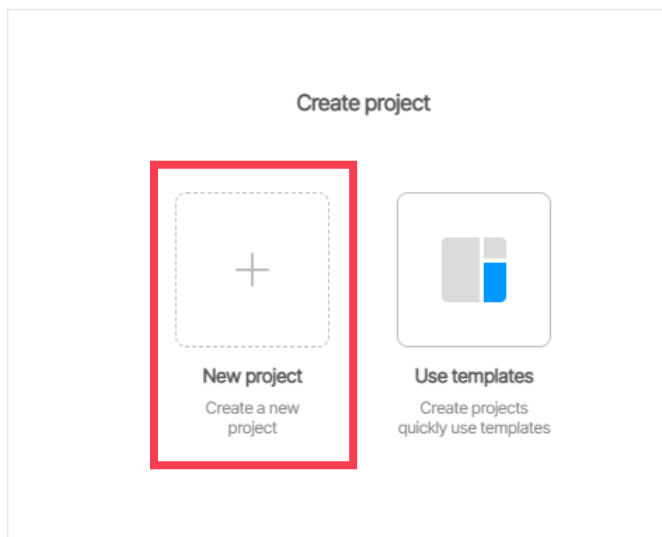 Create project
New project
Create a new
project
Use templates
Create projects
quickly use templates